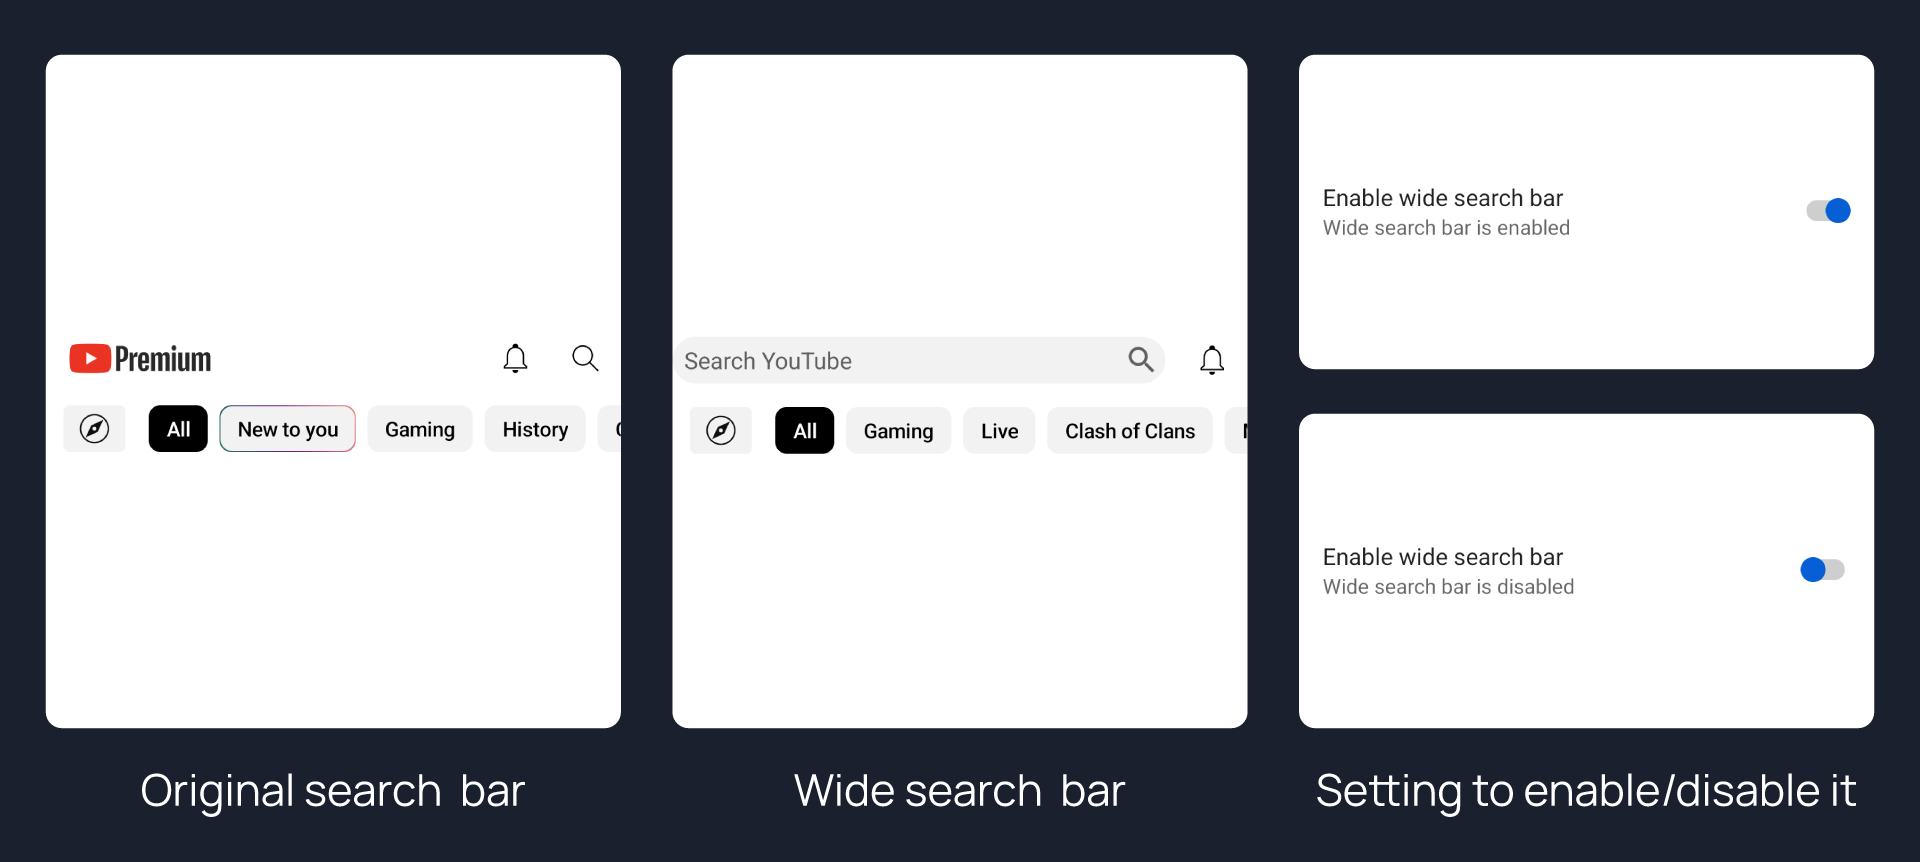 Premium
All
New to you
Gaming
History
Original search bar
Search YouTube
All
Gaming
Live
Clash of Clans
Wide search bar
Enable wide search bar
Wide search bar is enabled
Enable wide search bar
Wide search bar is disabled
Setting to enable/disable it